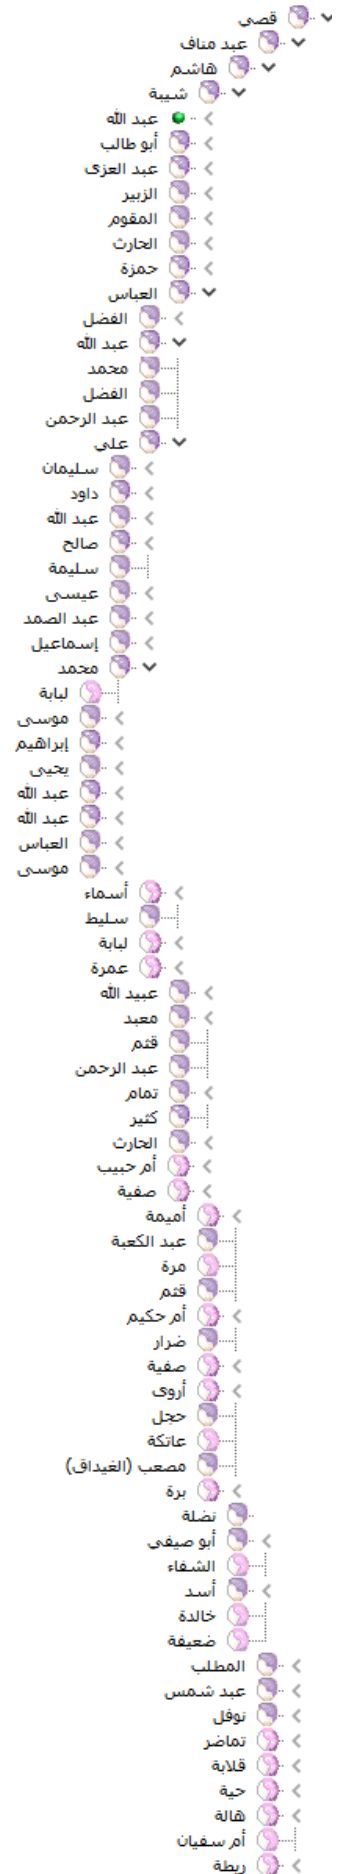 قصي
عبد مناف
هاشم
شيبة
عبد الله
أبو طالب
عبد العزى
الزبير
المقوم
الحارث
حمزة
العباس
الفضل
عبد الله
محمد
الفضل
عبد الرحمن
علي
سليمان
داود
عبد الله
صالح
سليمة
عيسى
عبد الصمد
إسماعيل
محمد
لبابة
موسى
إبراهيم
يحيى
عبد الله
عبد الله
العباس
موسى
أسماء
سليط
لبابة
عمرة
عبيد الله
معبد
قثم
عبد الرحمن
تمام
كثير
الحارث
أم حبيب
صفية
أميمة
عبد الكعبة
مرة
قثم
أم حكيم
ضرار
صفية
أروى
حجل
عاتكة
مصعب (الغيداق)
برة
نضلة
أبو صيفي
الشفاء
أسد
خالدة
ضعيفة
المطلب
عبد شمس
نوفل
تماضر
قلابة
حية
هالة
أم سفيان
ريطة